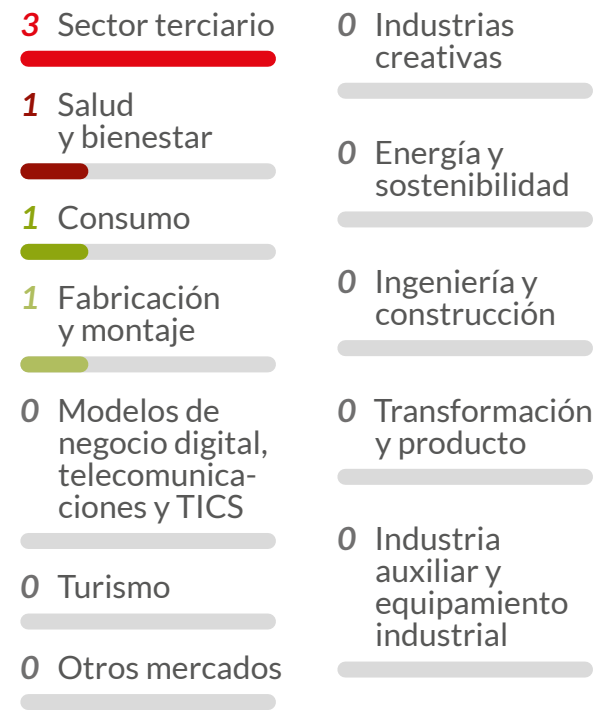 3 Sector terciario
1 Salud
y bienestar
1 Consumo
1 Fabricación
y montaje
0 Modelos de
negocio digital,
telecomunica-
ciones y TICS
0 Turismo
0 Otros mercados
0 Industrias
creativas
0 Energía y
sostenibilidad
0 Ingeniería y
construcción
0 Transformación
y producto
0 Industria
auxiliar y
equipamiento
industrial